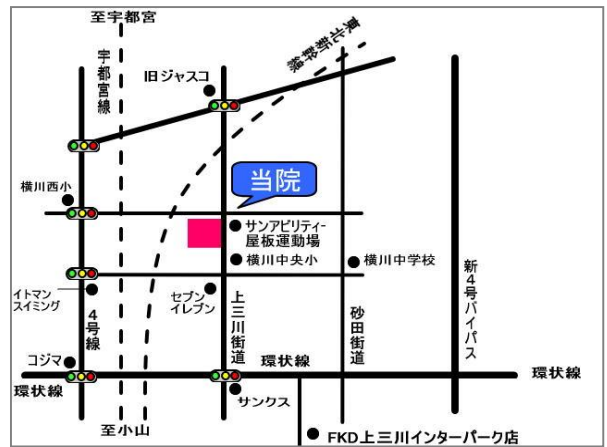 至宇都宮
東北新幹線
宇都宮線
旧ジャスコ
当院
横川西小
サンアビリティー
屋板運動場
横川中央小
横川中学校
イトマン
スイミング
セブン
イレブン
4号線
上三川街道
砂田街道
新4号バイパス
コジマ
環状線
環状線
環状線
サンクス
至小山
FKD上三川インターパーク店